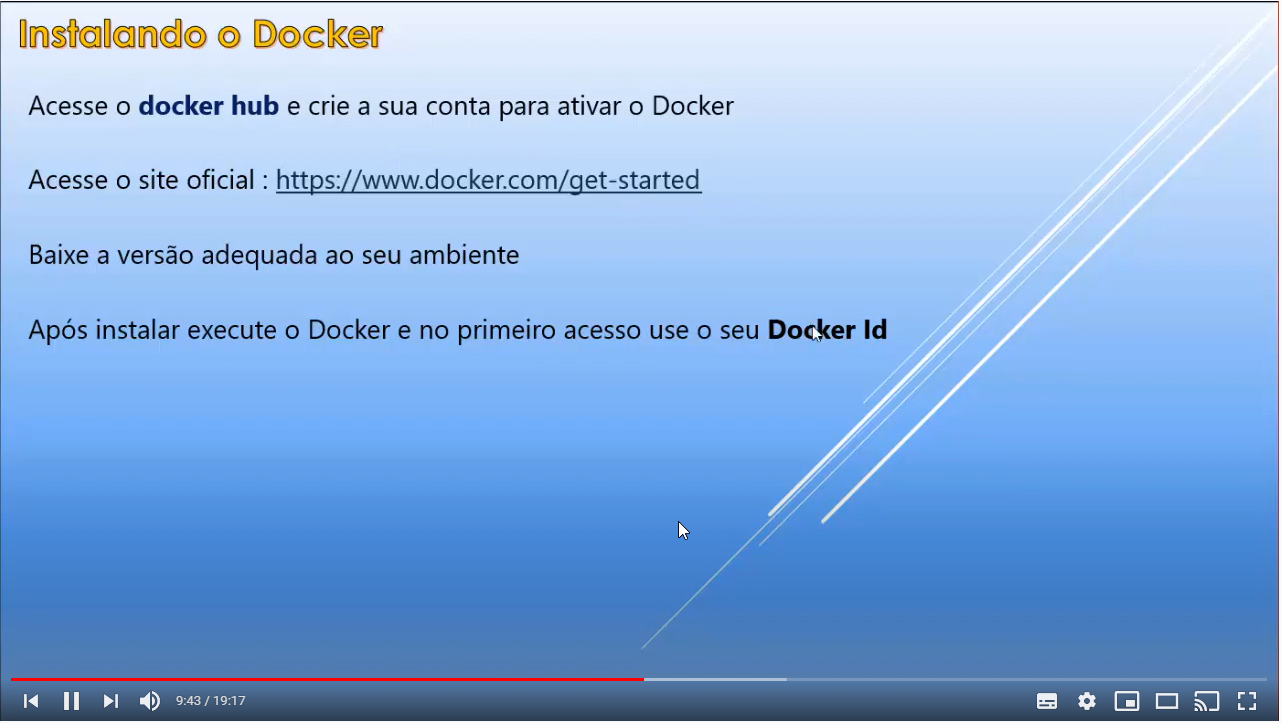 Instalando o Docker
Acesse o docker hub e crie a sua conta para ativar o Docker
Acesse o site oficial : https://www.docker.com/get-started
Baixe a versão adequada ao seu ambiente
Após instalar execute o Docker e no primeiro acesso use o seu Docker Id
9:43 / 19:17